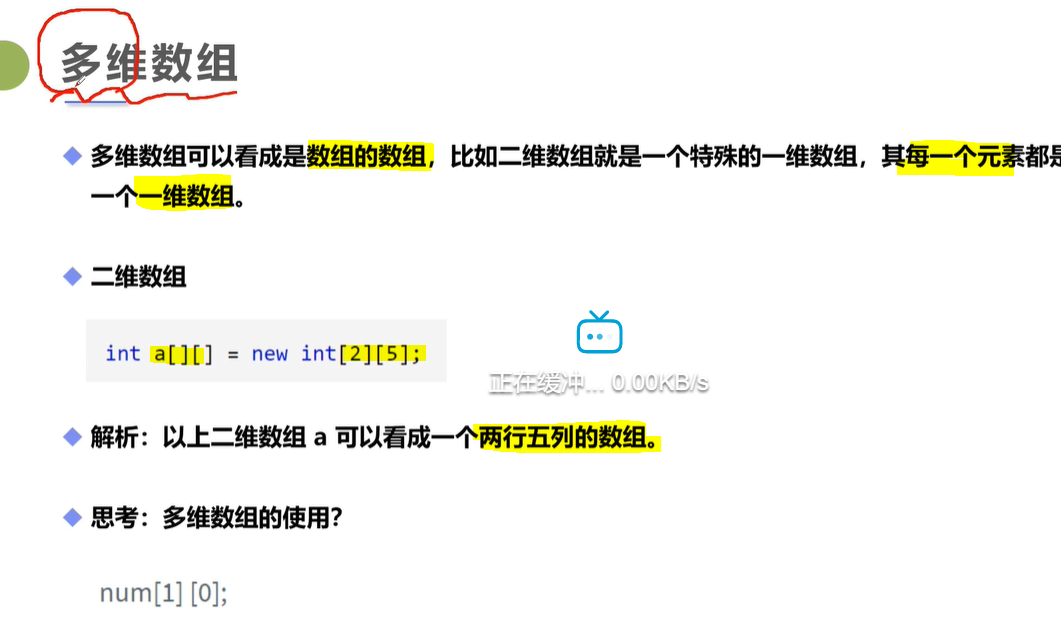 多维数组
多维数组可以看成是数组的数组，比如二维数组就是一个特殊的一维数组，其每一个元素都是
一个一维数组。
二维数组
int a[][] = new int[2][5];
正在缓冲... 0.00KB/s
解析：以上二维数组 a 可以看成一个两行五列的数组。
思考：多维数组的使用？
num[1] [0];